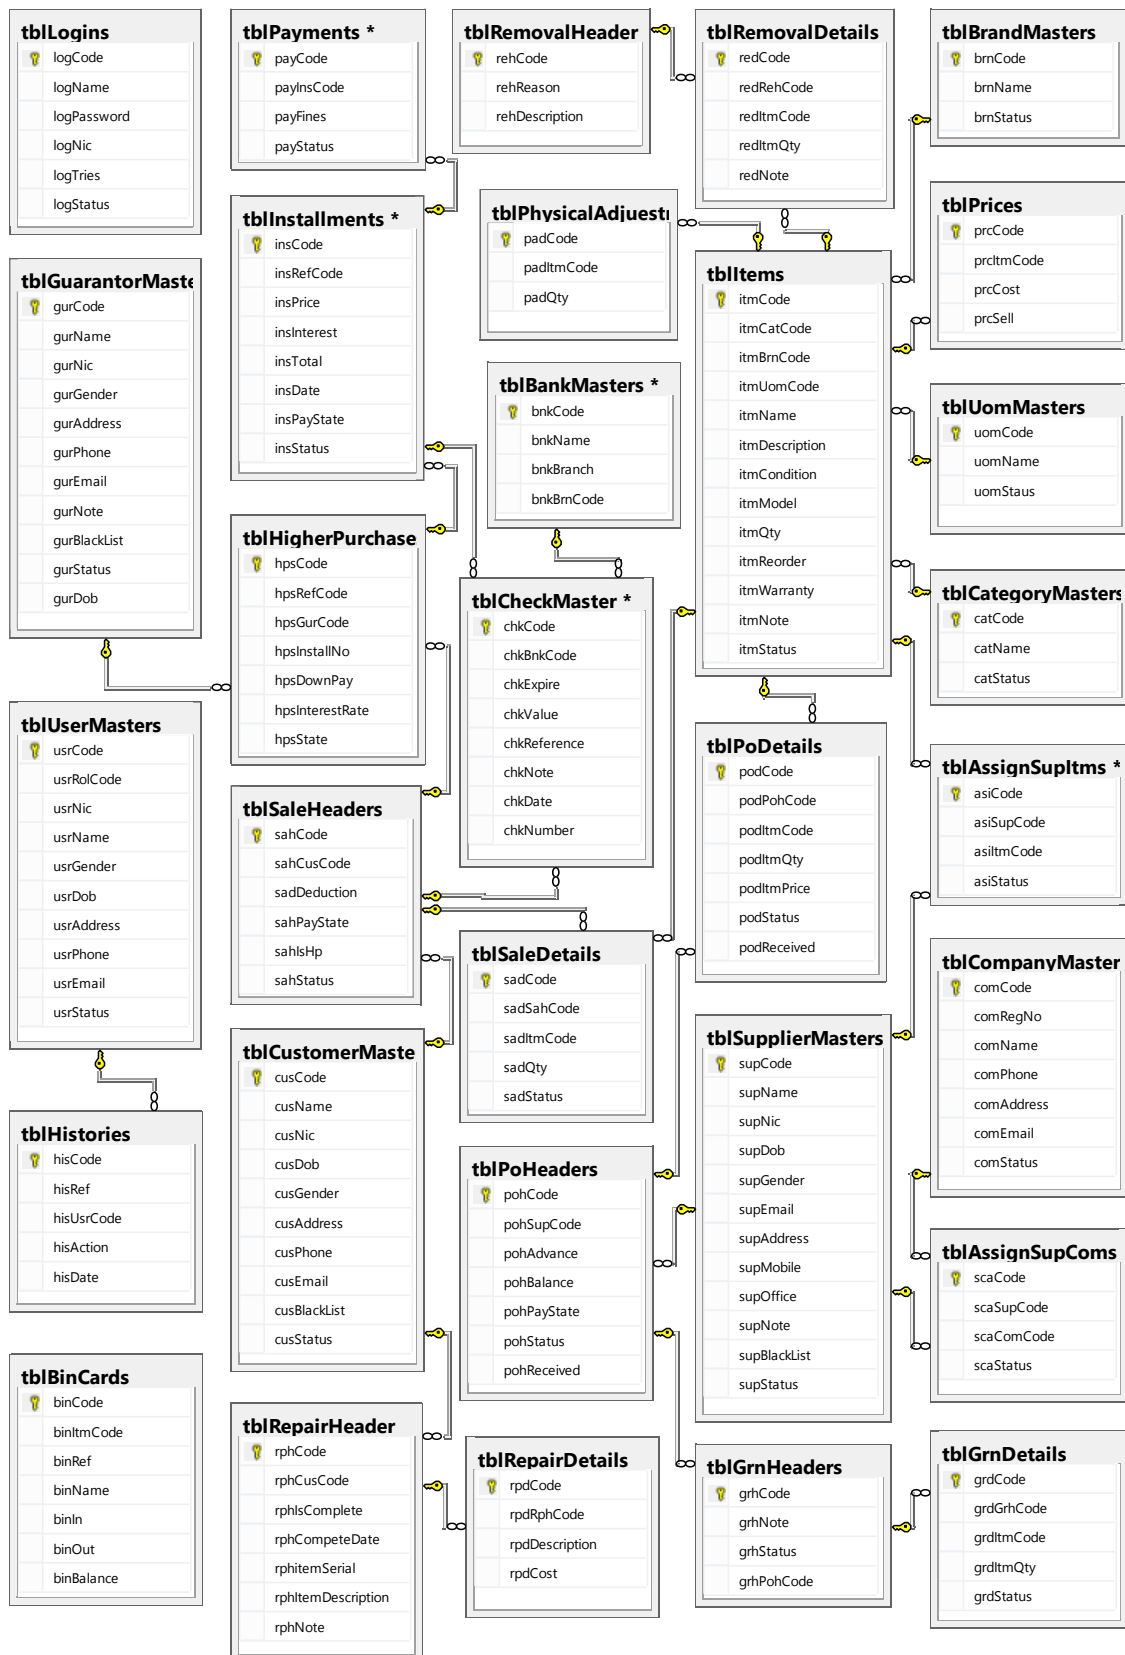 tblLogins
logCode
logName
logPassword
logNic
logTries
logStatus
tblGuarantorMaste
gurCode
gurName
gurNic
gurGender
gurAddress
gurPhone
gurEmail
gurNote
gurBlackList
gurStatus
gurDob
tblUserMasters
usrCode
usrRolCode
usrNic
usrName
usrGender
usrDob
usrAddress
usrPhone
usrEmail
usrStatus
tblHistories
hisCode
hisRef
hisUsrCode
hisAction
hisDate
tblBinCards
binCode
binItmCode
binRef
binName
binIn
binOut
binBalance
tblPayments *
payCode
payInsCode
payFines
payStatus
tblInstallments *
insCode
insRefCode
insPrice
insInterest
insTotal
insDate
insPayState
insStatus
tblHigherPurchase
hpsCode
hpsRefCode
hpsGurCode
hpsInstallNo
hpsDownPay
hpsInterestRate
hpsState
tblSaleHeaders
sahCode
sahCusCode
sadDeduction
sahPayState
sahIsHp
sahStatus
tblCustomerMaste
cusCode
cusName
cusNic
cusDob
cusGender
cusAddress
cusPhone
cusEmail
cusBlackList
cusStatus
tblRepairHeader
rphCode
rphCusCode
rphIsComplete
rphCompeteDate
rphitemSerial
rphItemDescription
rphNote
tblRemovalHeader
rehCode
rehReason
rehDescription
tblPhysicalAdjuestr
padCode
padItmCode
padQty
tblBankMasters *
bnkCode
bnkName
bnkBranch
bnkBrnCode
tblCheckMaster *
chkCode
chkBnkCode
chkExpire
chkValue
chkReference
chkNote
chkDate
chkNumber
tblSaleDetails
sadCode
sadSahCode
sadItmCode
sadQty
sadStatus
tblPoHeaders
pohCode
pohSupCode
pohAdvance
pohBalance
pohPayState
pohStatus
pohReceived
tblRepairDetails
rpdCode
rpdRphCode
rpdDescription
rpdCost
tblRemovalDetails
redCode
redRehCode
redItmCode
redItmQty
redNote
tblItems
itmCode
itmCatCode
itmBrnCode
itmUomCode
itmName
itmDescription
itmCondition
itmModel
itmQty
itmReorder
itmWarranty
itmNote
itmStatus
tblPoDetails
podCode
podPohCode
podItmCode
podItmQty
podItmPrice
podStatus
podReceived
tblSupplierMasters
supCode
supName
supNic
supDob
supGender
supEmail
supAddress
supMobile
supOffice
supNote
supBlackList
supStatus
tblGrnHeaders
grhCode
grhNote
grhStatus
grhPohCode
tblBrandMasters
brnCode
brnName
brnStatus
tblPrices
prcCode
prcItmCode
prcCost
prcSell
tblUomMasters
uomCode
uomName
uomStaus
tblCategoryMasters
catCode
catName
catStatus
tblAssignSupItms *
asiCode
asiSupCode
asiItmCode
asiStatus
tblCompanyMaster
comCode
comRegNo
comName
comPhone
comAddress
comEmail
comStatus
tblAssignSupComs
scaCode
scaSupCode
scaComCode
scaStatus
tblGrnDetails
grdCode
grdGrhCode
grdItmCode
grdItmQty
grdStatus